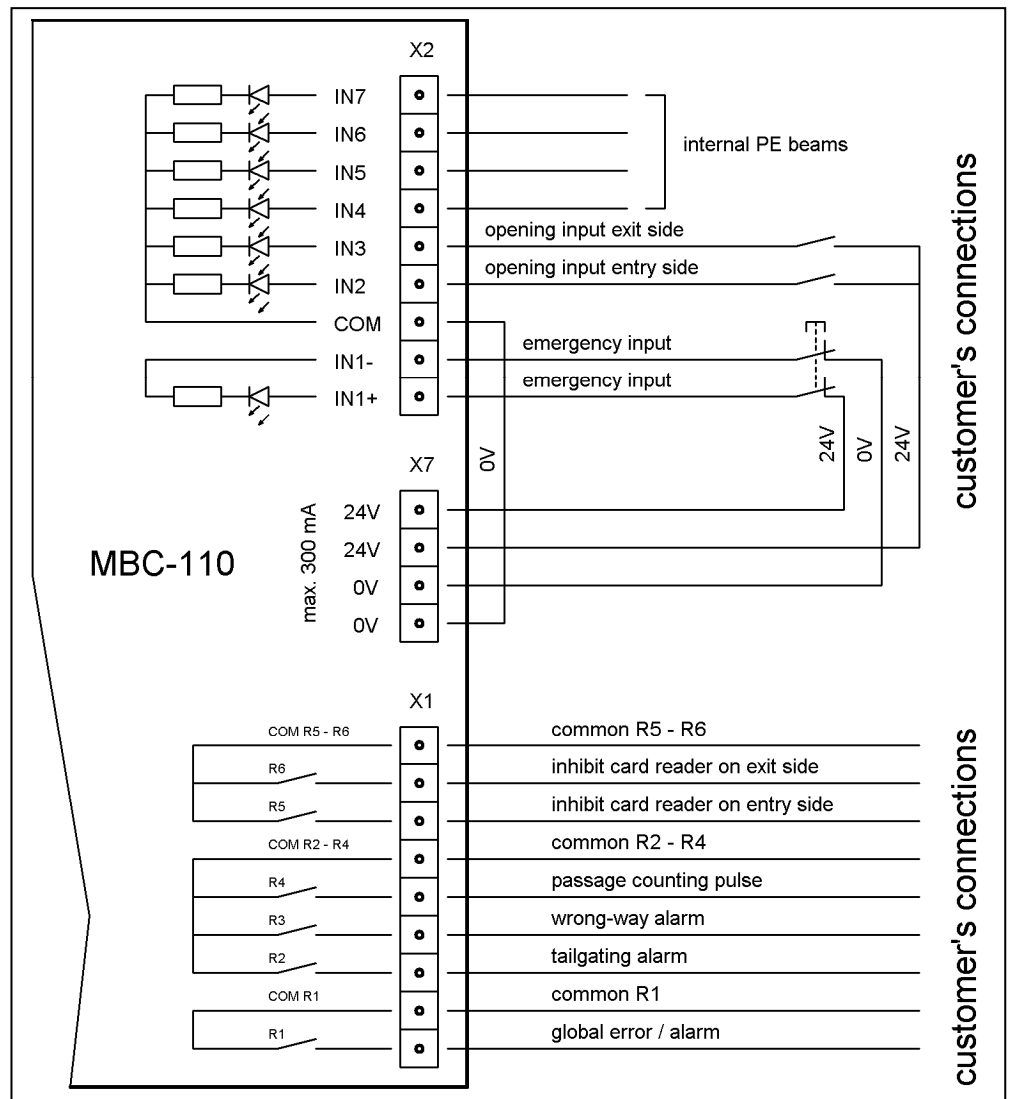 X2
IN7
IN6
internal PE beams
IN5
IN4
opening input exit side
IN3
opening input entry side
IN2
COM
emergency input
IN1-
emergency input
IN1+
customer's connections
0V
24V
0V
24V
X7
max. 300 mA
24V
24V
MBC-110
0V
0V
X1
COM R5 - R6
common R5 - R6
R6
inhibit card reader on exit side
R5
inhibit card reader on entry side
COM R2 - R4
common R2 - R4
R4
passage counting pulse
R3
wrong-way alarm
R2
tailgating alarm
COM R1
common R1
R1
global error / alarm
customer's connections